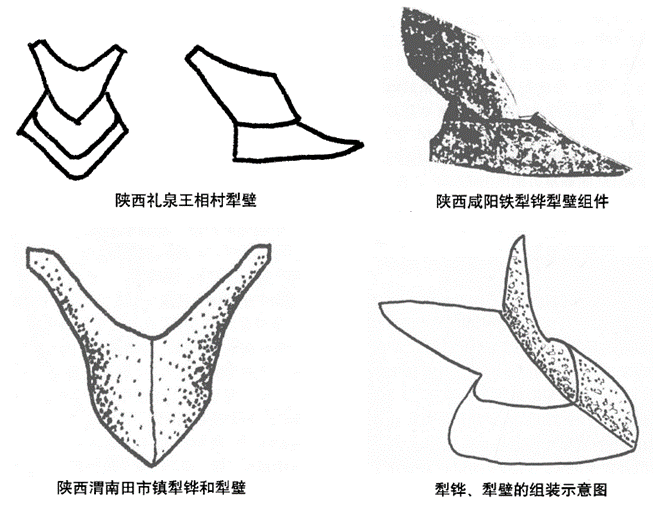 陕西礼泉王相村犁壁
陕西咸阳铁犁铧犁壁组件
陕西渭南田市镇犁铧和犁壁
犁铧、犁壁的组装示意图